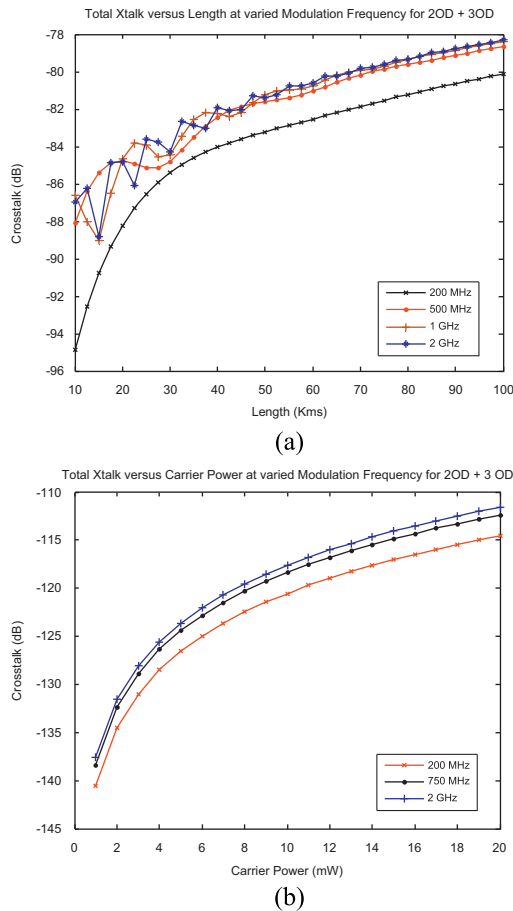 Total Xtalk versus Length at varied Modulation Frequency for 2OD + 3OD
-78
-80
-82
-84
-86
-88
-90
-92
-94
-96
Crosstalk (dB)
10 20 30 40 50 60 70 80 90 100
Length (Kms)
200 MHz
500 MHz
1 GHz
2 GHz
(a)
Total Xtalk versus Carrier Power at varied Modulation Frequency for 2OD + 3 OD
-110
-115
-120
-125
-130
-135
-140
-145
Crosstalk (dB)
0 2 4 6 8 10 12 14 16 18 20
Carrier Power (mW)
200 MHz
750 MHz
2 GHz
(b)